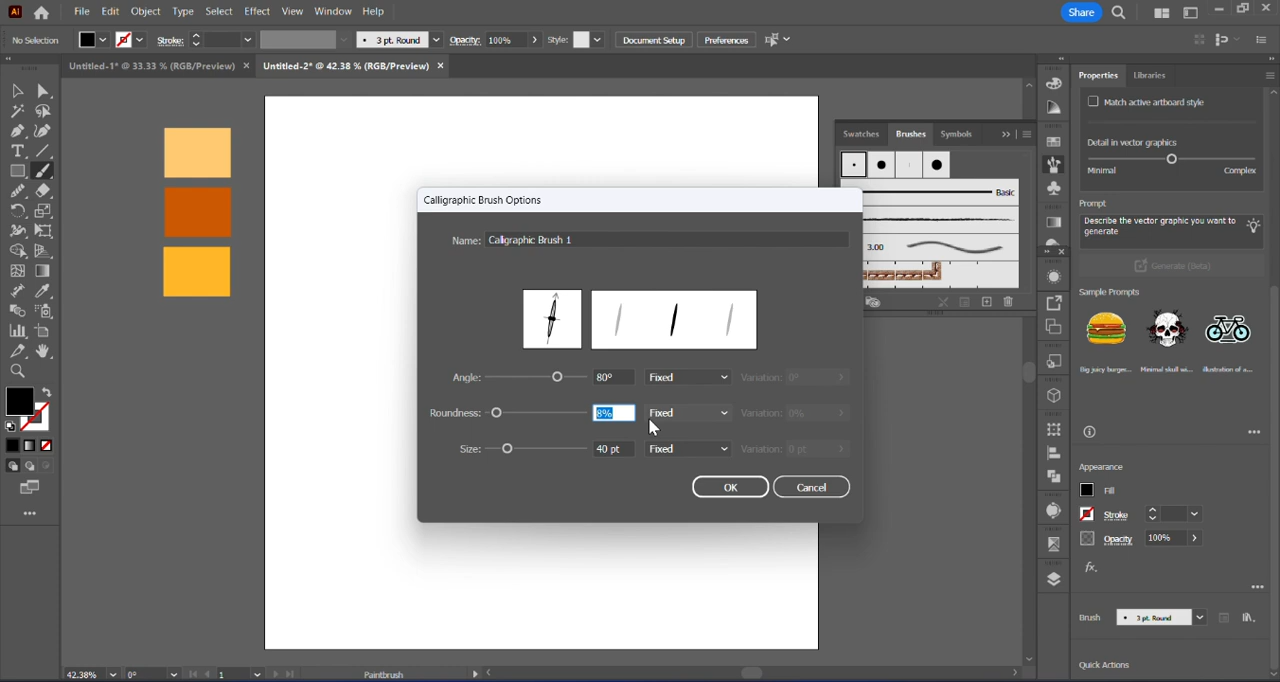 Ai File Edit Object Type Select Effect View Window Help Share
No Selection Stroke: 3 pt. Round Opacity: 100% Style: Document Setup Preferences
Untitled-1* @ 33.33 % (RGB/Preview) × Untitled-2* @ 42.38 % (RGB/Preview) ×
Properties Libraries
Match active artboard style
Swatches Brushes Symbols
Detail in vector graphics
Minimal Complex
Basic
Calligraphic Brush Options
Prompt
Describe the vector graphic you want to
generate
Name: Calligraphic Brush 1
3.00
Generate (Beta)
Sample Prompts
Big juicy burger... Minimal skull wi... illustration of a...
Angle: 80° Fixed Variation: 0°
Roundness: 8% Fixed Variation: 0%
Size: 40 pt Fixed Variation: 0 pt
OK Cancel
Appearance
Fill
Stroke
Opacity 100%
fx.
Brush 3 pt. Round
Quick Actions
42.38% 0° 1 Paintbrush